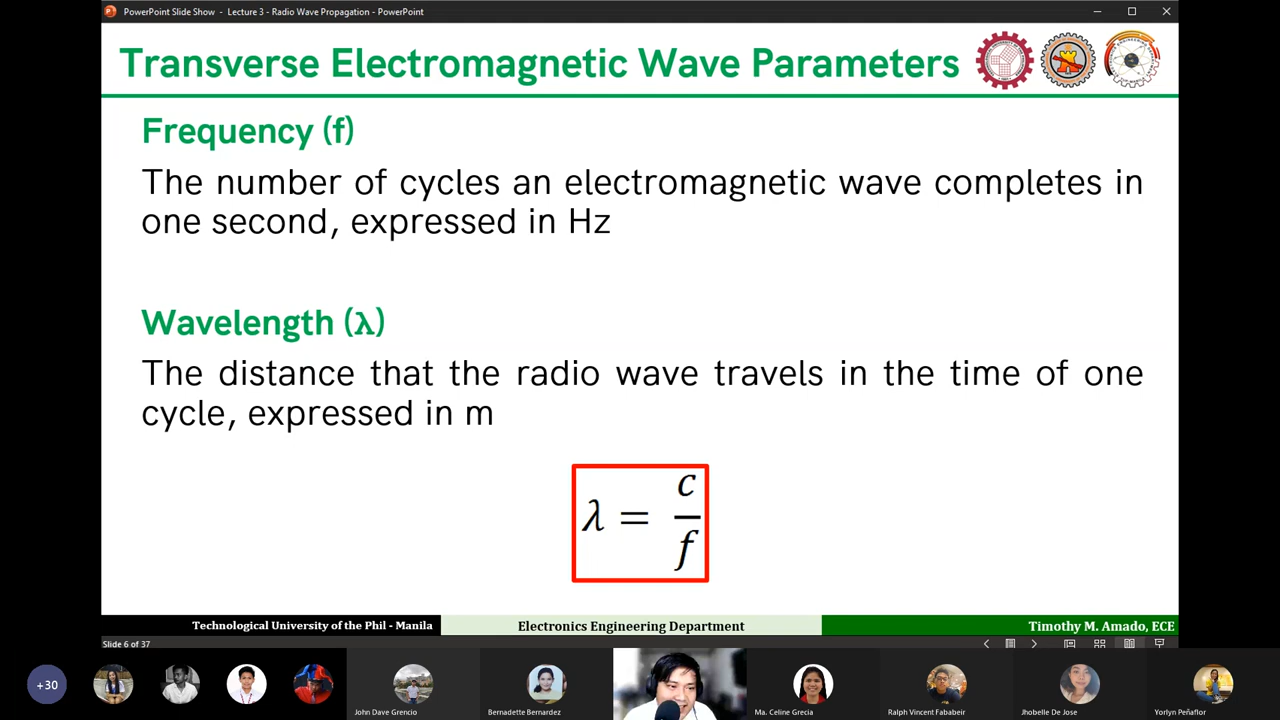 PowerPoint Slide Show - Lecture 3 - Radio Wave Propagation - PowerPoint
Transverse Electromagnetic Wave Parameters
Frequency (f)
The number of cycles an electromagnetic wave completes in
one second, expressed in Hz
Wavelength (λ)
The distance that the radio wave travels in the time of one
cycle, expressed in m
λ = c/f
Technological University of the Phil - Manila
Electronics Engineering Department
Timothy M. Amado, ECE
Slide 6 of 37
+30
John Dave Grencio
Bernadette Bernardez
Ma. Celine Grecia
Ralph Vincent Fababeir
Jhobelle De Jose
Yorlyn Peñaflor